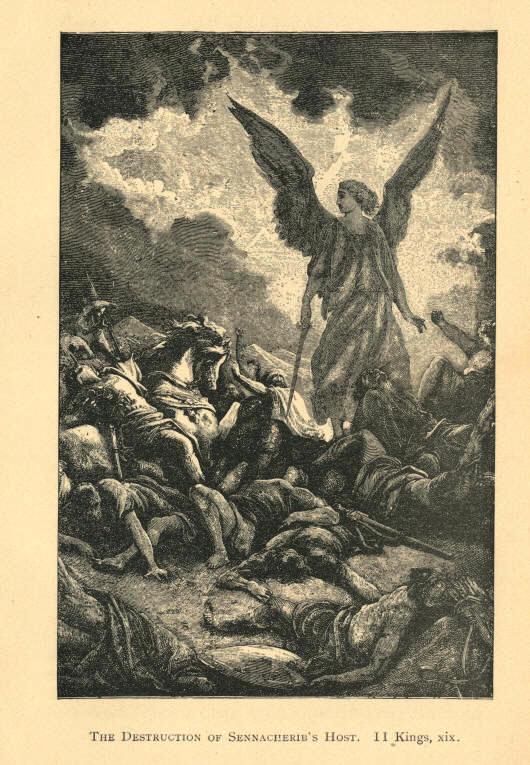 The Destruction of Sennacherib's Host. II Kings, xix.